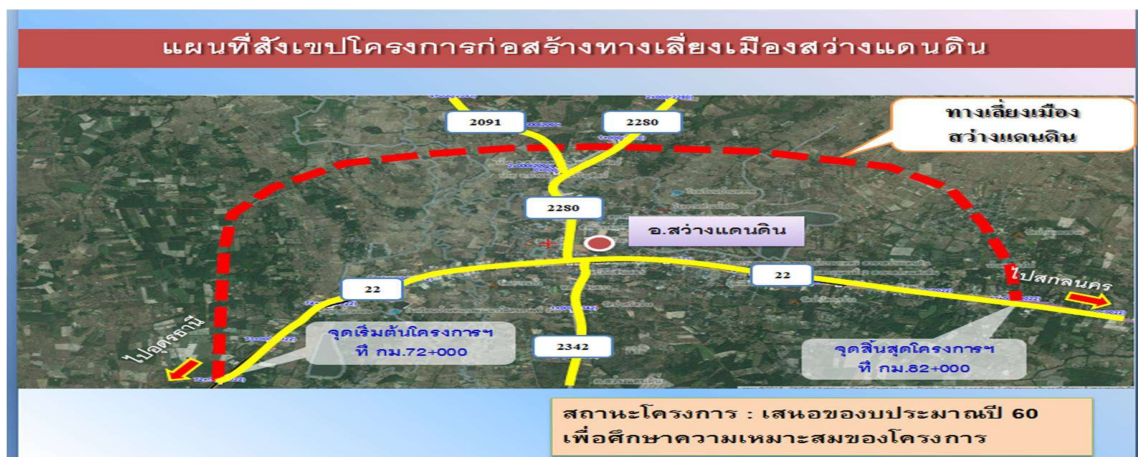 แผนที่สังเขปโครงการก่อสร้างทางเลี่ยงเมืองสว่างแดนดิน
2091
2280
ทางเลี่ยงเมือง
สว่างแดนดิน
2280
อ.สว่างแดนดิน
22
22
ไปสกลนคร
ไปอุดรธานี
จุดเริ่มต้นโครงการฯ
ที่ กม.72+000
2342
จุดสิ้นสุดโครงการฯ
ที่ กม.82+000
สถานะโครงการ : เสนอของบประมาณปี 60
เพื่อศึกษาความเหมาะสมของโครงการ